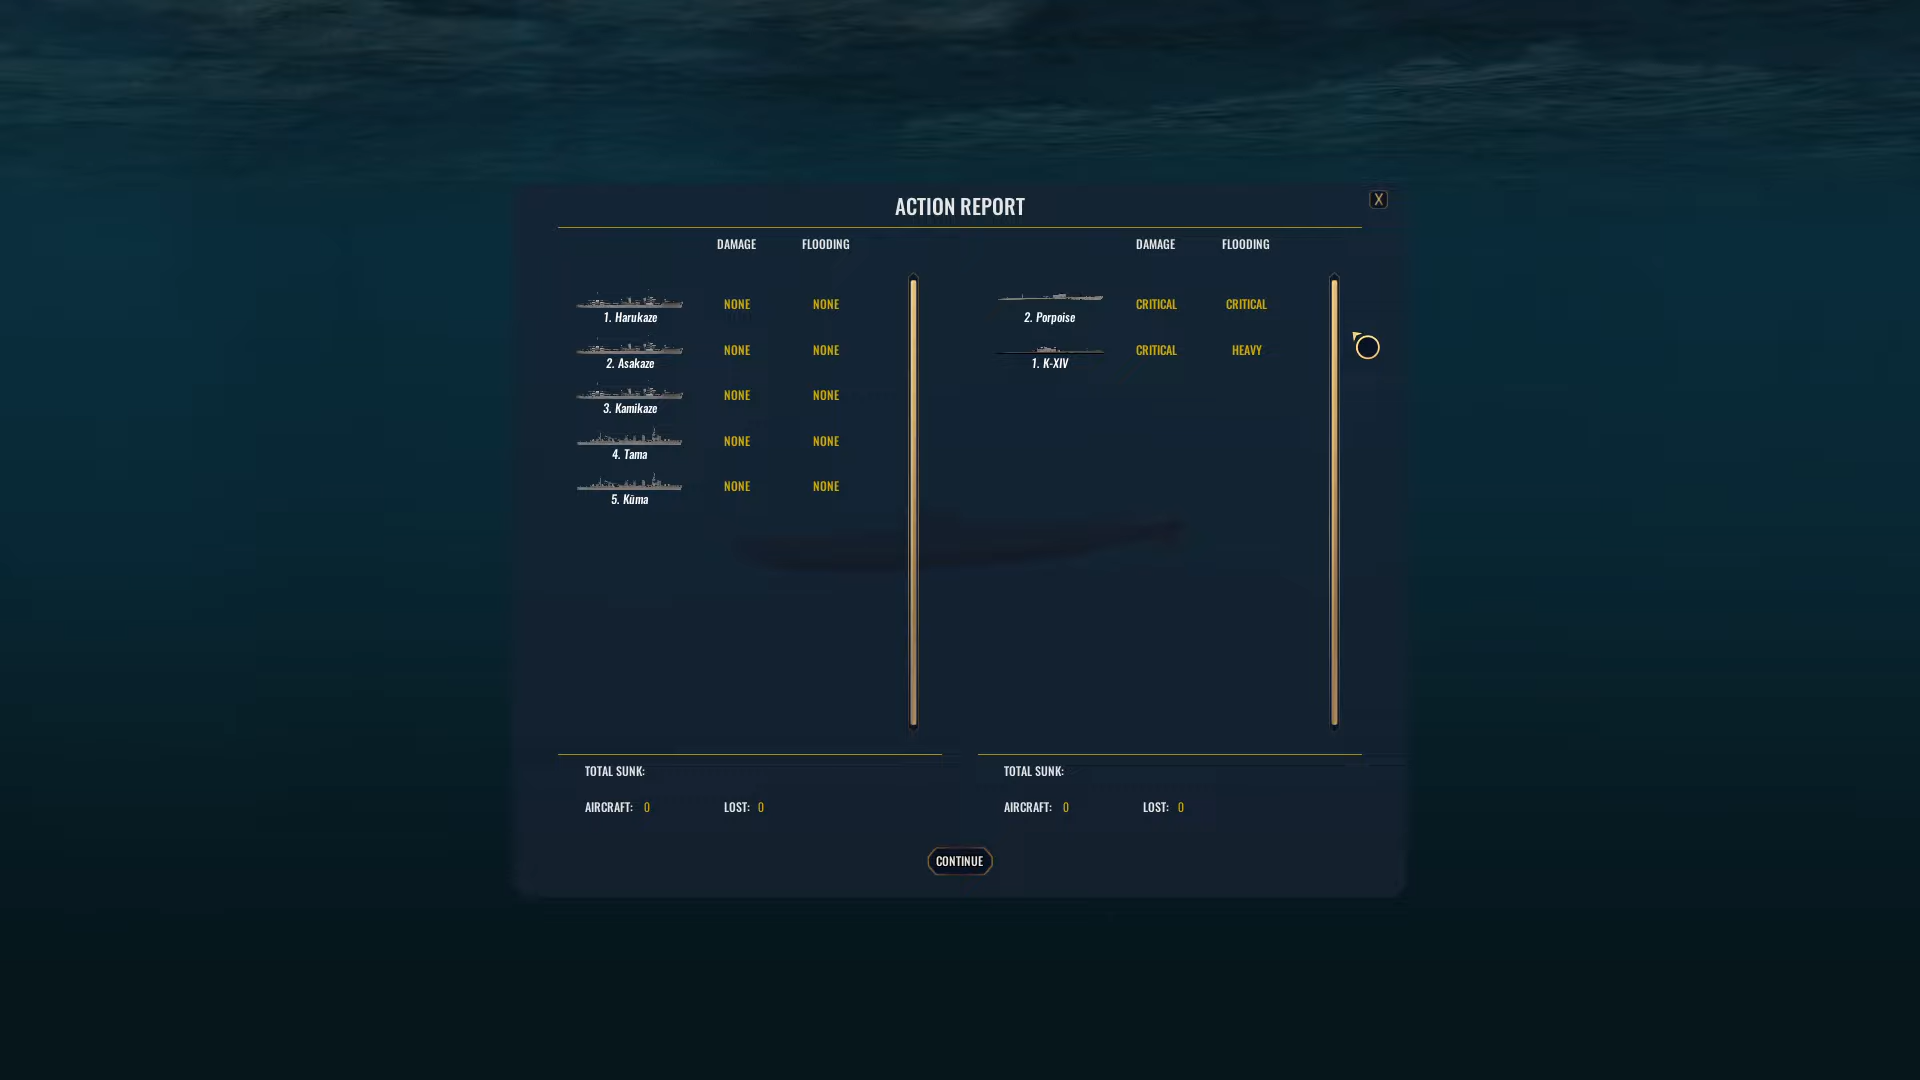 ACTION REPORT
X
DAMAGE FLOODING
DAMAGE FLOODING
NONE NONE
1. Harukaze
NONE NONE
2. Asakaze
NONE NONE
3. Kamikaze
NONE NONE
4. Tama
NONE NONE
5. Kūma
CRITICAL CRITICAL
2. Porpoise
CRITICAL HEAVY
1. K-XIV
TOTAL SUNK:
AIRCRAFT: 0 LOST: 0
TOTAL SUNK:
AIRCRAFT: 0 LOST: 0
CONTINUE